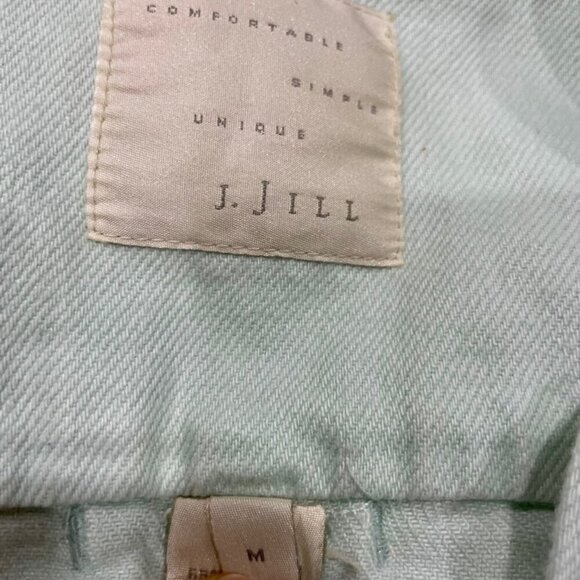 COMFORTABLE
SIMPLE
UNIQUE
J. JILL
M